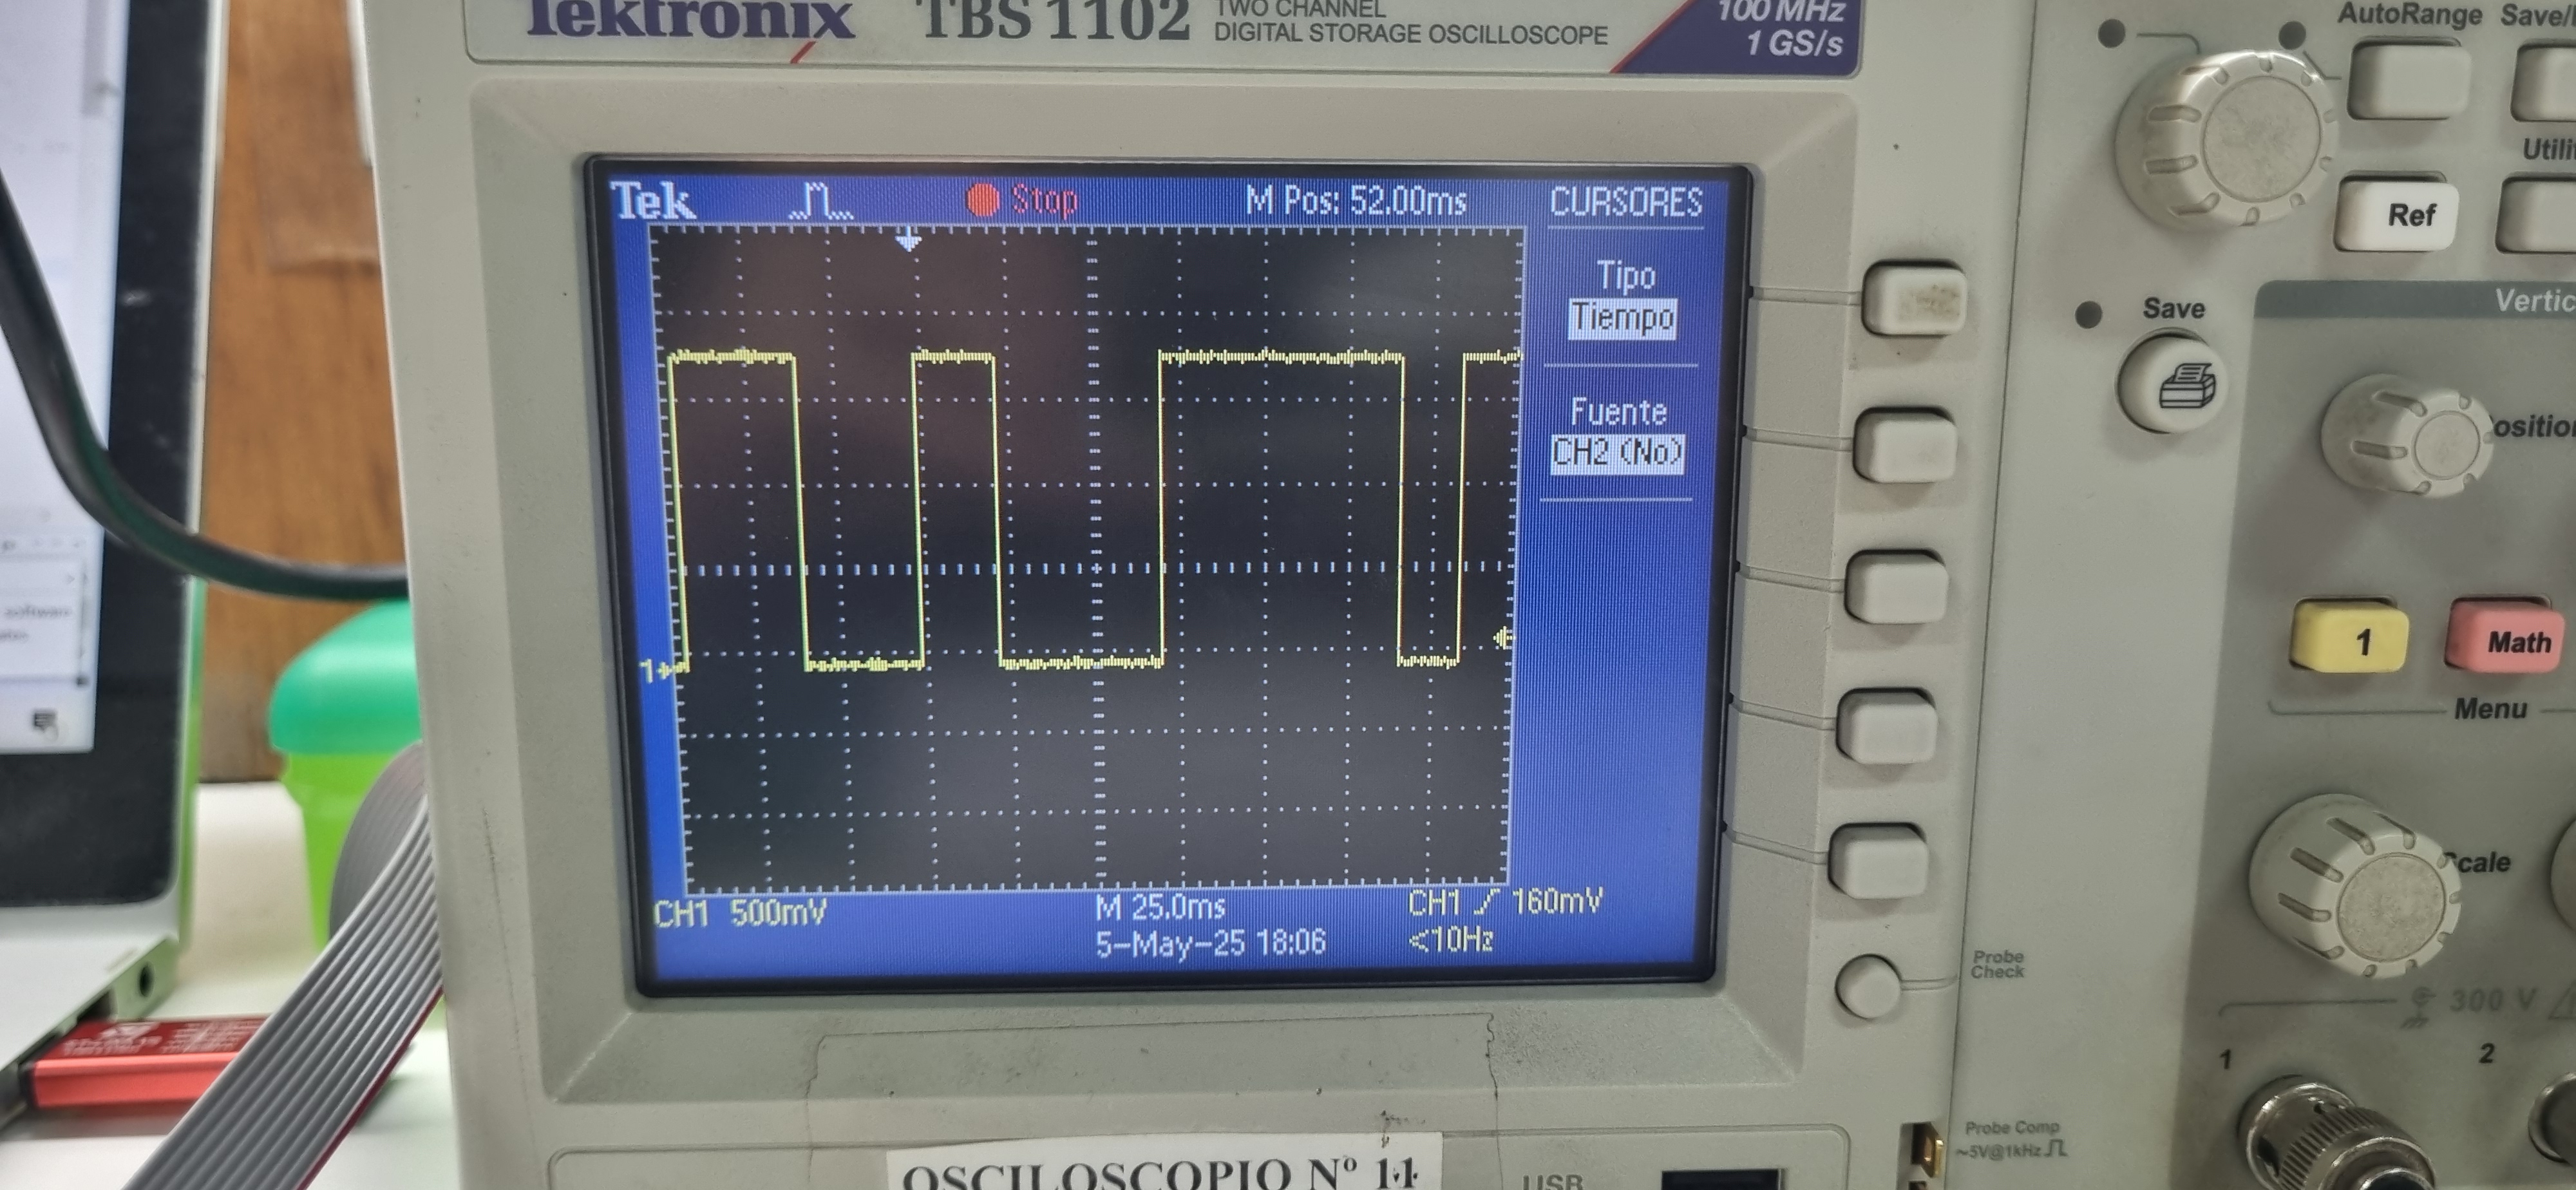 Tektronix TBS 1102 TWO CHANNEL
DIGITAL STORAGE OSCILLOSCOPE
100 MHz
1 GS/s
AutoRange
Ref
Save
Tek Stop M Pos: 52.00ms CURSORES
Tipo
Tiempo
Fuente
CH2 (No)
1
CH1 500mV M 25.0ms CH1 160mV
5-May-25 18:06 <10Hz
1 Math
Menu
Probe
Check
300 V
1 2
Probe Comp
~5V@1kHz
OSCILOSCOPIO Nº 11
USB
software